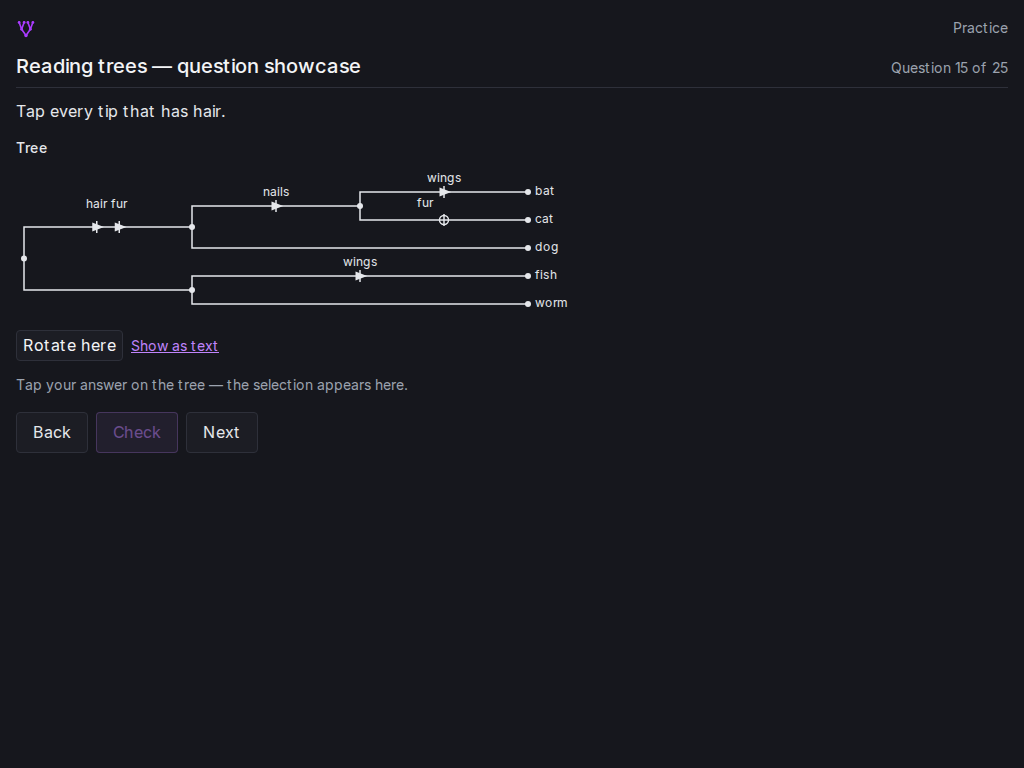 Practice
Reading trees — question showcase
Question 15 of 25
Tap every tip that has hair.
Tree
wings
nails
bat
hair fur
fur
cat
dog
wings
fish
worm
Rotate here
Show as text
Tap your answer on the tree — the selection appears here.
Back
Check
Next